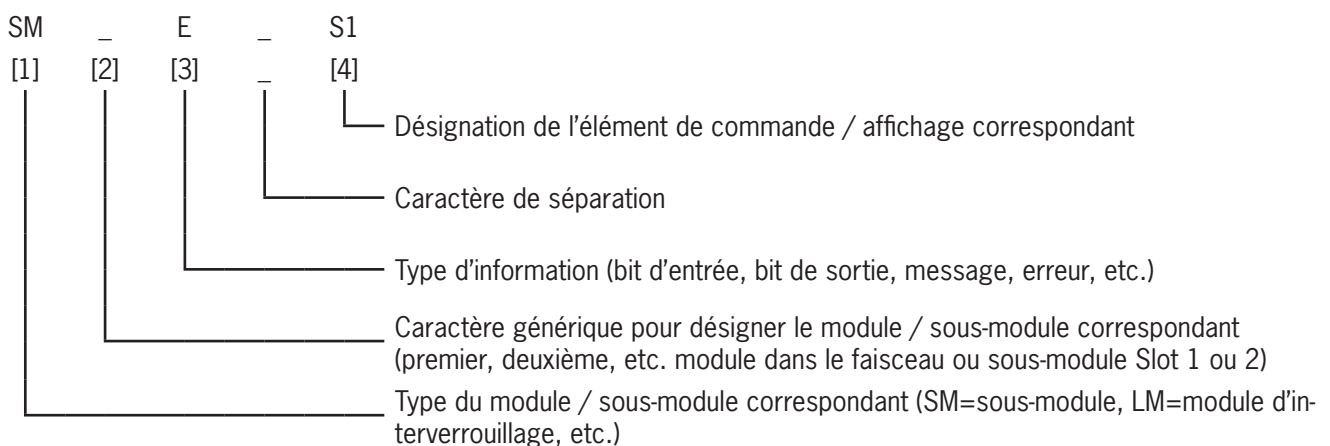 SM _ E _ S1
[1] [2] [3] _ [4]
Désignation de l'élément de commande / affichage correspondant
Caractère de séparation
Type d'information (bit d'entrée, bit de sortie, message, erreur, etc.)
Caractère générique pour désigner le module / sous-module correspondant
(premier, deuxième, etc. module dans le faisceau ou sous-module Slot 1 ou 2)
Type du module / sous-module correspondant (SM=sous-module, LM=module d'in-
terverrouillage, etc.)